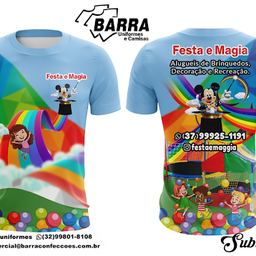 BARRA
Uniformes
e Camisas
Festa e Magia
Festa e Magia
Alugueis de Brinquedos,
Decoração e Recreação.
(37)99925-1191
festaemaggia
uniformes (32)99801-8108
ercial@barraconfeccoes.com.br
Sub